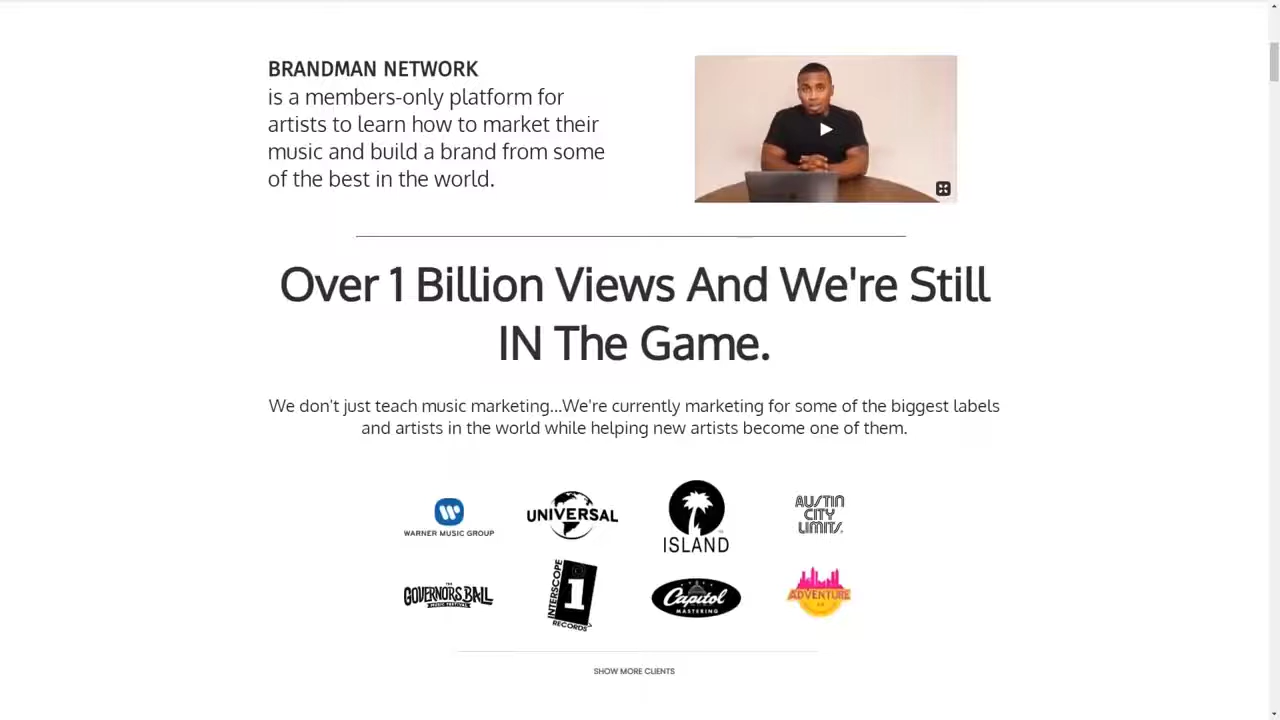 BRANDMAN NETWORK
is a members-only platform for
artists to learn how to market their
music and build a brand from some
of the best in the world.
Over 1 Billion Views And We're Still
IN The Game.
We don't just teach music marketing...We're currently marketing for some of the biggest labels
and artists in the world while helping new artists become one of them.
WARNER MUSIC GROUP
UNIVERSAL
ISLAND
AUSTIN
CITY
LIMITS
THE
GOVERNORS BALL
MUSIC FESTIVAL
INTERSCOPE
1
RECORDS
Capitol
MASTERING
ADVENTURE
SHOW MORE CLIENTS